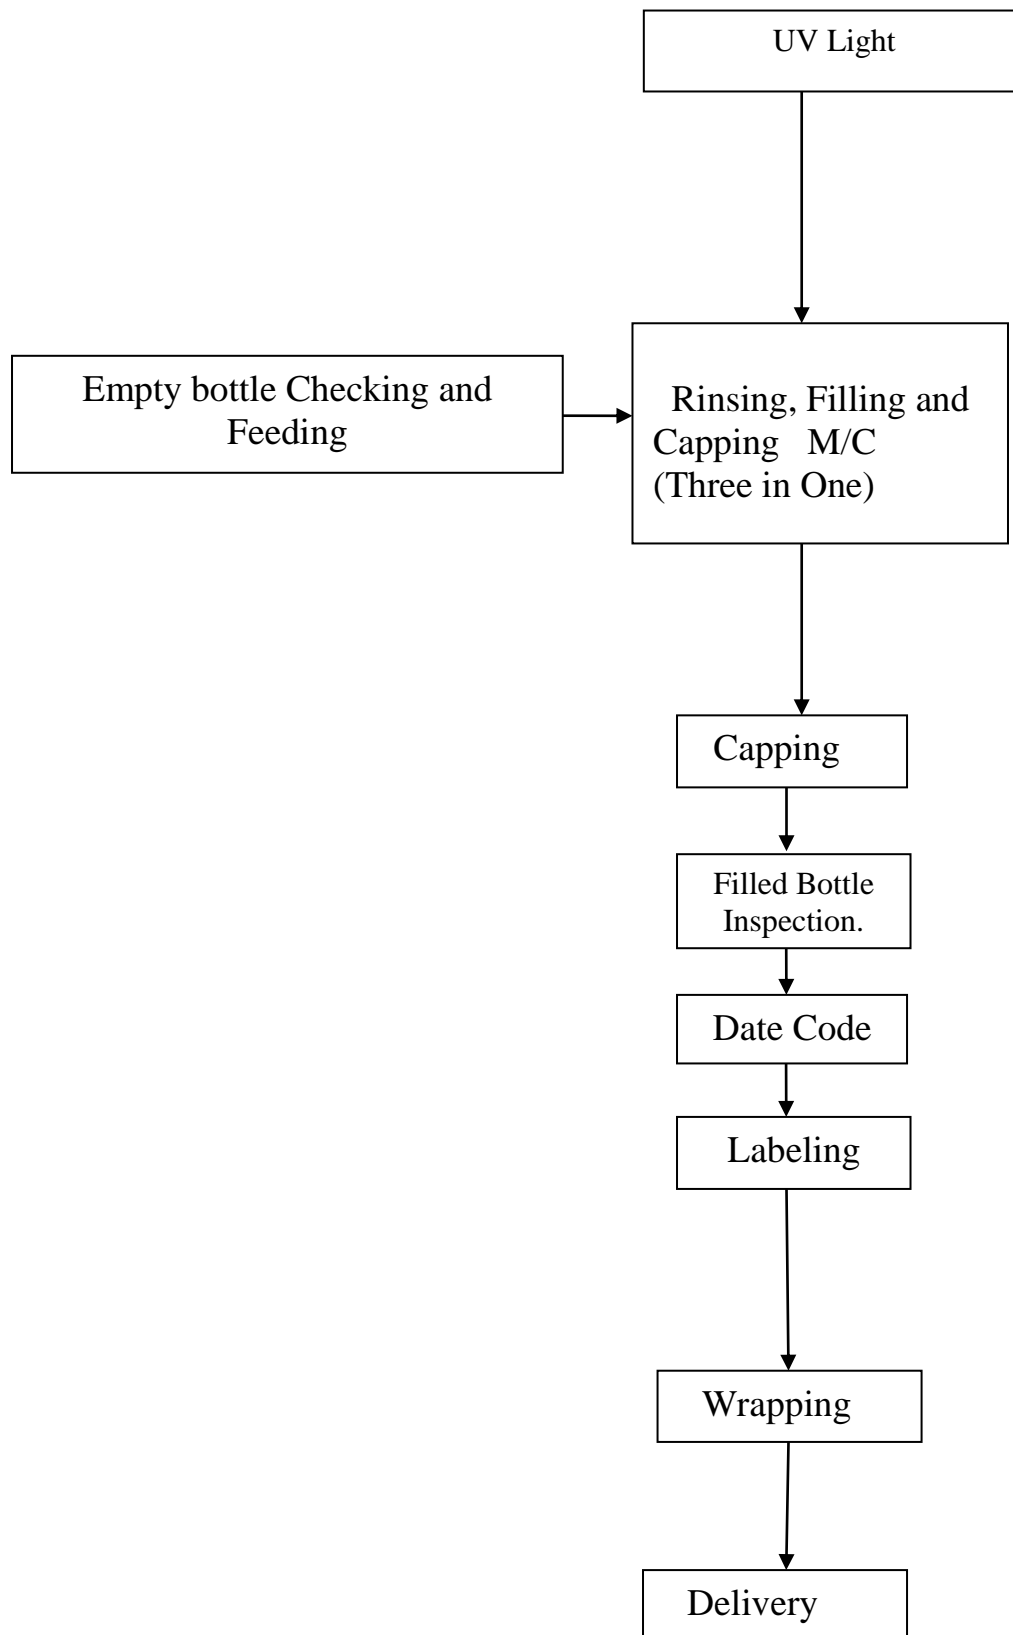 UV Light
Empty bottle Checking and
Feeding
Rinsing, Filling and
Capping   M/C
(Three in One)
Capping
Filled Bottle
Inspection.
Date Code
Labeling
Wrapping
Delivery